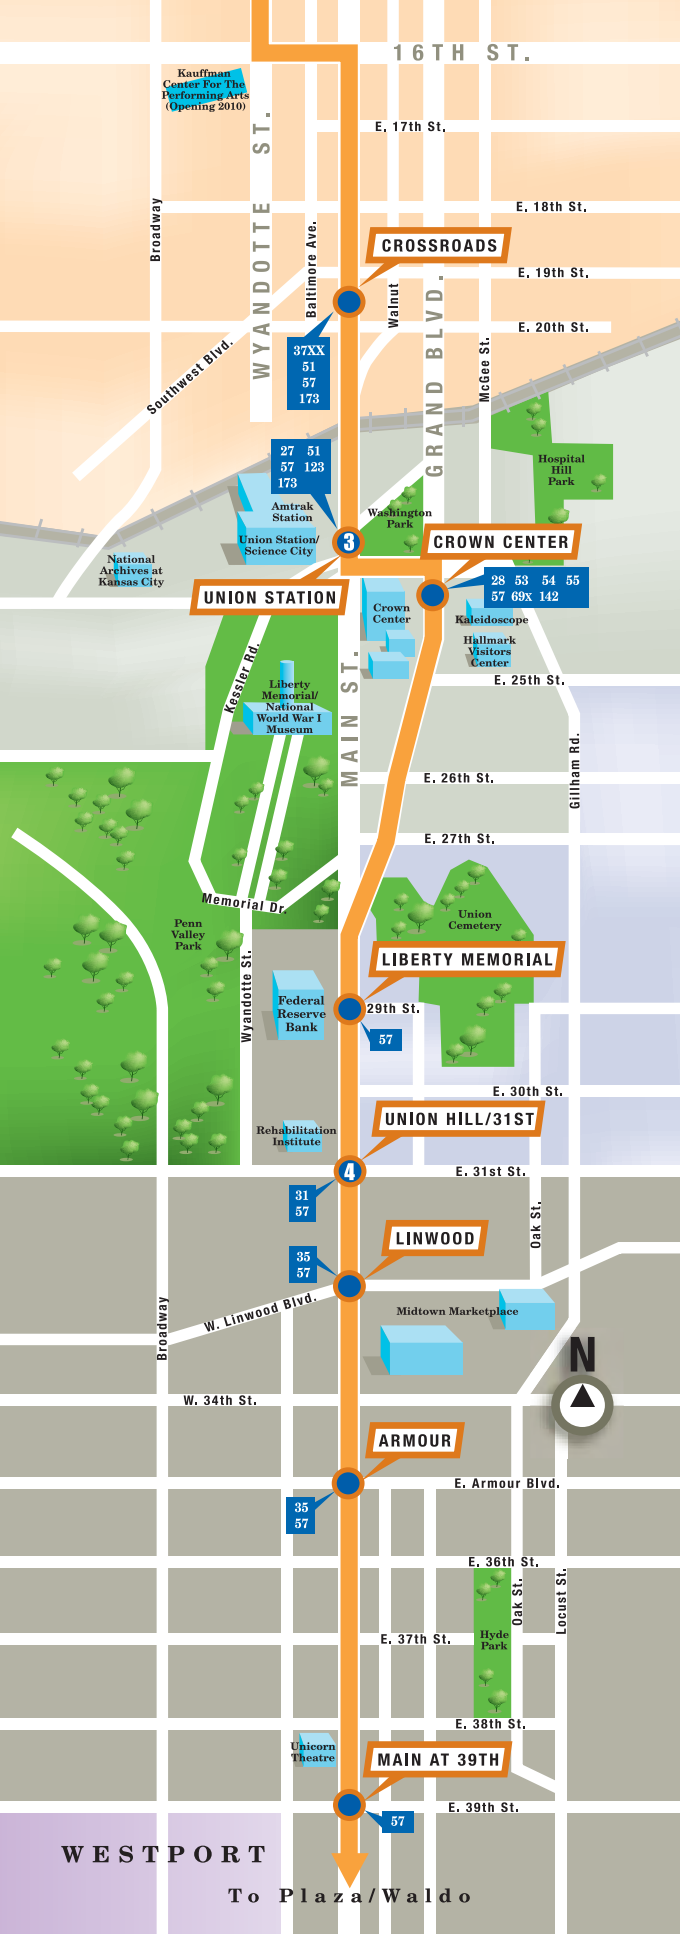 16TH ST.
Kauffman
Center For The
Performing Arts
(Opening 2010)
E. 17th St.
WYANDOTTE ST.
Broadway
E. 18th St.
Baltimore Ave.
CROSSROADS
E. 19th St.
Walnut
GRAND BLVD.
E. 20th St.
McGee St.
Southwest Blvd.
37XX
51
57
173
27 51
57 123
173
Hospital
Hill
Park
Amtrak
Station
Washington
Park
Union Station/
Science City
3
CROWN CENTER
National
Archives at
Kansas City
UNION STATION
28 53 54 55
57 69x 142
Crown
Center
Kaleidoscope
Hallmark
Visitors
Center
Kessler Rd.
MAIN ST.
E. 25th St.
Liberty
Memorial/
National
World War I
Museum
Gillham Rd.
E. 26th St.
E. 27th St.
Memorial Dr.
Penn
Valley
Park
Union
Cemetery
LIBERTY MEMORIAL
Wyandotte St.
Federal
Reserve
Bank
29th St.
57
E. 30th St.
UNION HILL/31ST
Rehabilitation
Institute
4
E. 31st St.
31
57
Oak St.
LINWOOD
35
57
W. Linwood Blvd.
Broadway
Midtown Marketplace
N
W. 34th St.
ARMOUR
E. Armour Blvd.
35
57
E. 36th St.
Oak St.
Locust St.
E. 37th St.
Hyde
Park
E. 38th St.
Unicorn
Theatre
MAIN AT 39TH
E. 39th St.
57
WESTPORT
To Plaza/Waldo